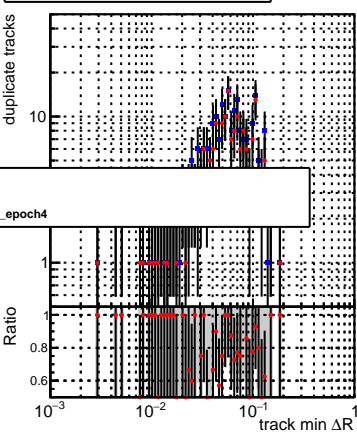 duplicate tracks
10
_epoch4
1
Ratio
1
0.8
0.6
10⁻³ 10⁻² 10⁻¹ 1
track min ΔR